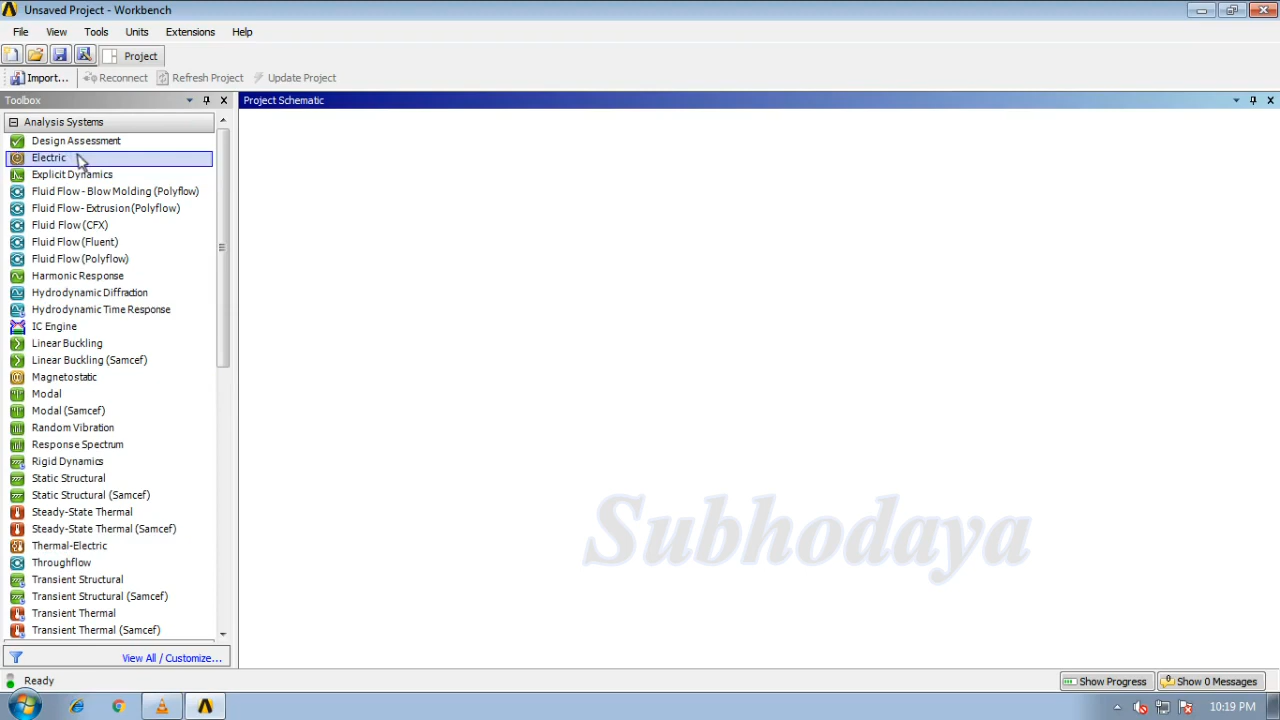 Unsaved Project - Workbench
File View Tools Units Extensions Help
Project
Import... Reconnect Refresh Project Update Project
Toolbox
Project Schematic
Analysis Systems
Design Assessment
Electric
Explicit Dynamics
Fluid Flow - Blow Molding (Polyflow)
Fluid Flow - Extrusion (Polyflow)
Fluid Flow (CFX)
Fluid Flow (Fluent)
Fluid Flow (Polyflow)
Harmonic Response
Hydrodynamic Diffraction
Hydrodynamic Time Response
IC Engine
Linear Buckling
Linear Buckling (Samcef)
Magnetostatic
Modal
Modal (Samcef)
Random Vibration
Response Spectrum
Rigid Dynamics
Static Structural
Static Structural (Samcef)
Steady-State Thermal
Steady-State Thermal (Samcef)
Thermal-Electric
Throughflow
Transient Structural
Transient Structural (Samcef)
Transient Thermal
Transient Thermal (Samcef)
View All / Customize...
Subhodaya
Ready
Show Progress Show 0 Messages
10:19 PM